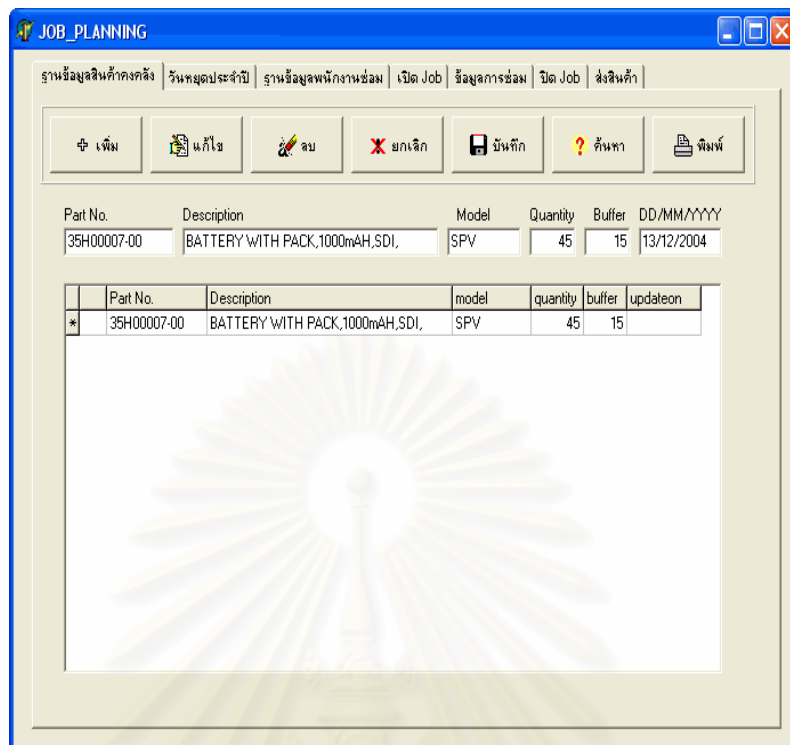 JOB_PLANNING
ฐานข้อมูลสินค้าคงคลัง วันหยุดประจำปี ฐานข้อมูลพนักงานซ่อม เปิด Job ข้อมูลการซ่อม ปิด Job ส่งสินค้า
เพิ่ม แก้ไข ลบ ยกเลิก บันทึก ค้นหา พิมพ์
Part No. Description Model Quantity Buffer DD/MM/YYYY
35H00007-00 BATTERY WITH PACK,1000mAH,SDI, SPV 45 15 13/12/2004
Part No. Description model quantity buffer updateon
* 35H00007-00 BATTERY WITH PACK,1000mAH,SDI, SPV 45 15